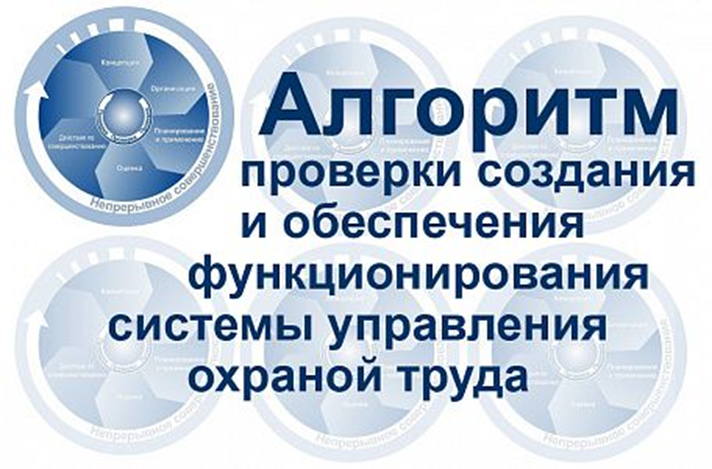 Алгоритм
проверки создания
и обеспечения
функционирования
системы управления
охраной труда
Концепция
Организация
Планирование
и применение
Оценка
Действия по
совершенствованию
Непрерывное совершенствование